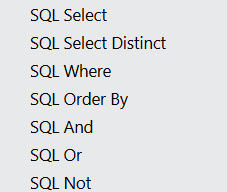 SQL Select
SQL Select Distinct
SQL Where
SQL Order By
SQL And
SQL Or
SQL Not